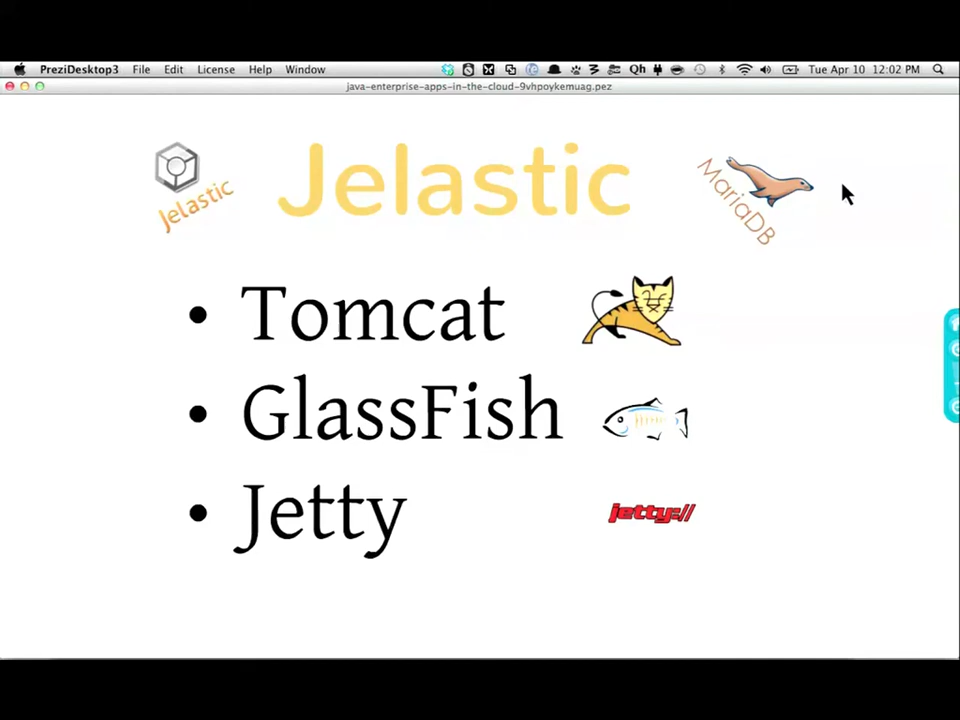 PreziDesktop3 File Edit License Help Window Qh Tue Apr 10 12:02 PM
java-enterprise-apps-in-the-cloud-9vhpoykemuag.pez
Jelastic
Jelastic
MariaDB
• Tomcat
• GlassFish
• Jetty
jetty://